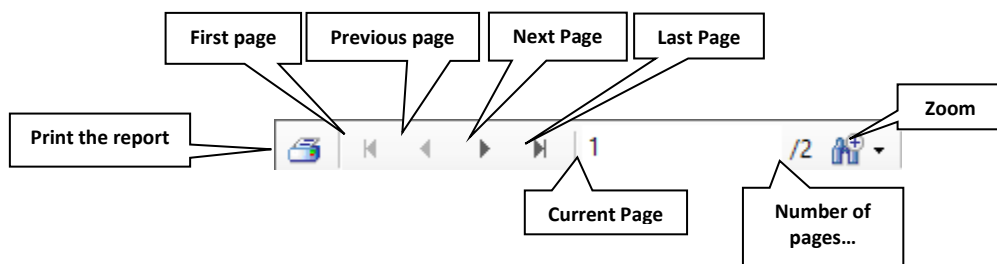 First page
Previous page
Next Page
Last Page
Zoom
Print the report
1
/2
Current Page
Number of
pages...